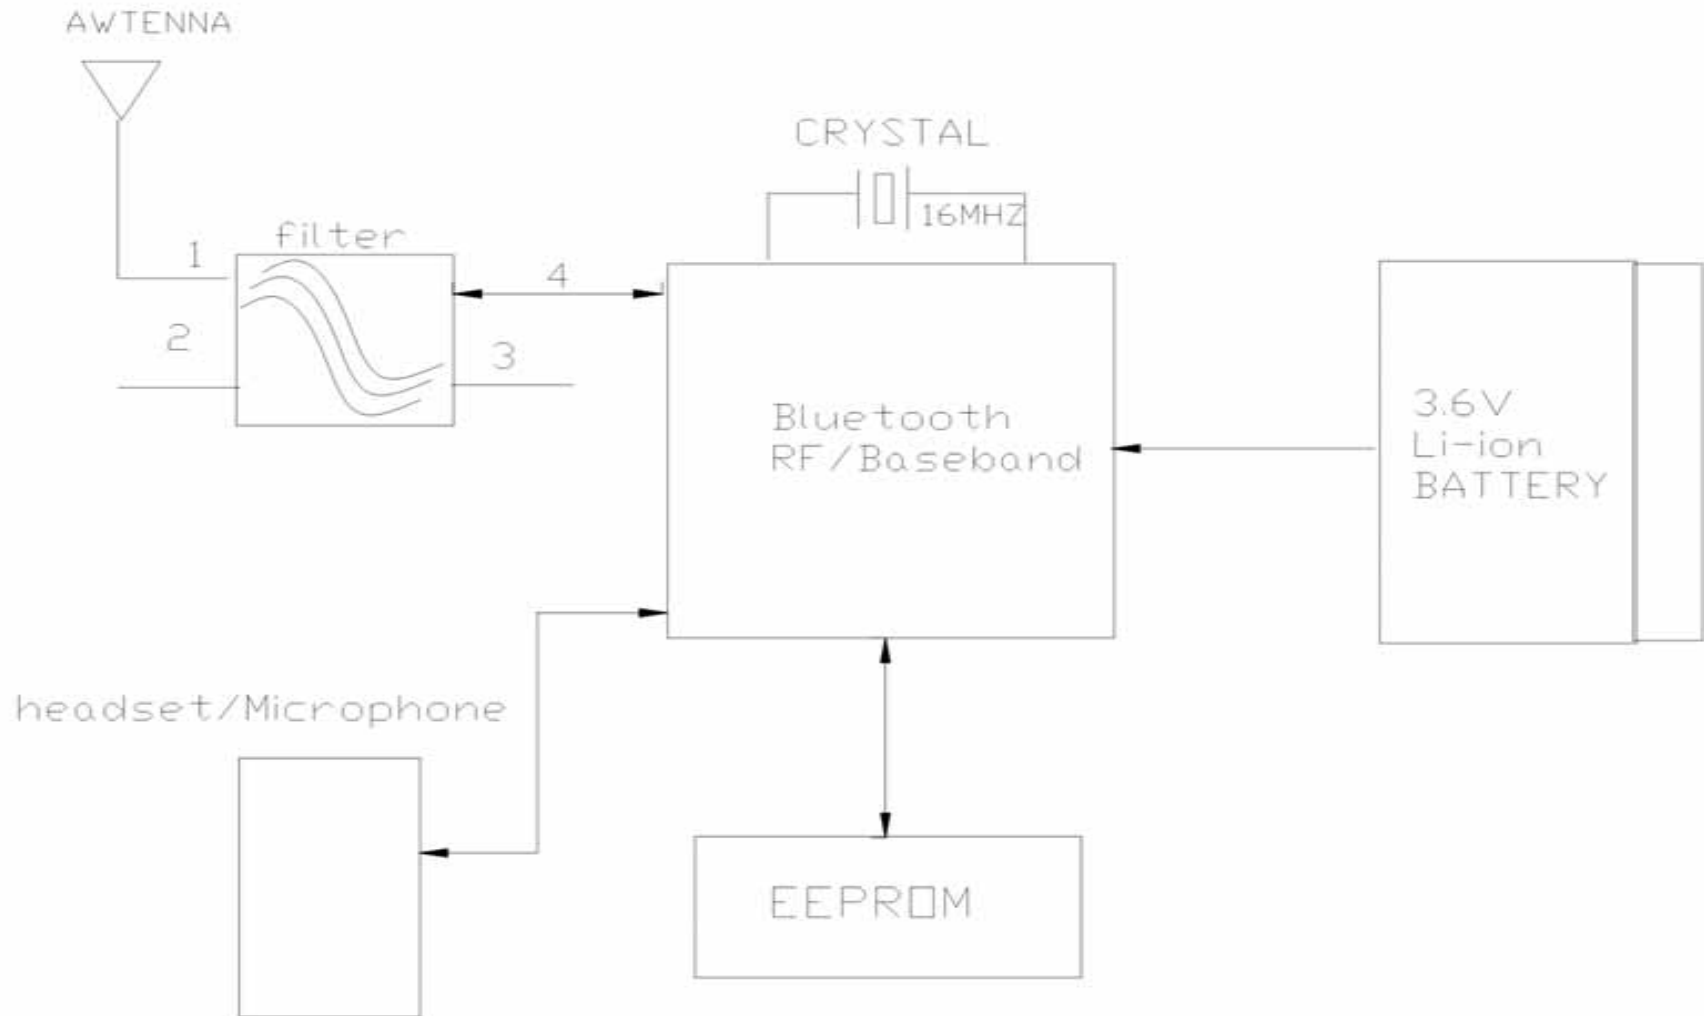 AWTENNA
CRYSTAL
16MHZ
filter
1
4
2
3
Bluetooth
RF/Baseband
3.6V
Li-ion
BATTERY
headset/Microphone
EEPROM